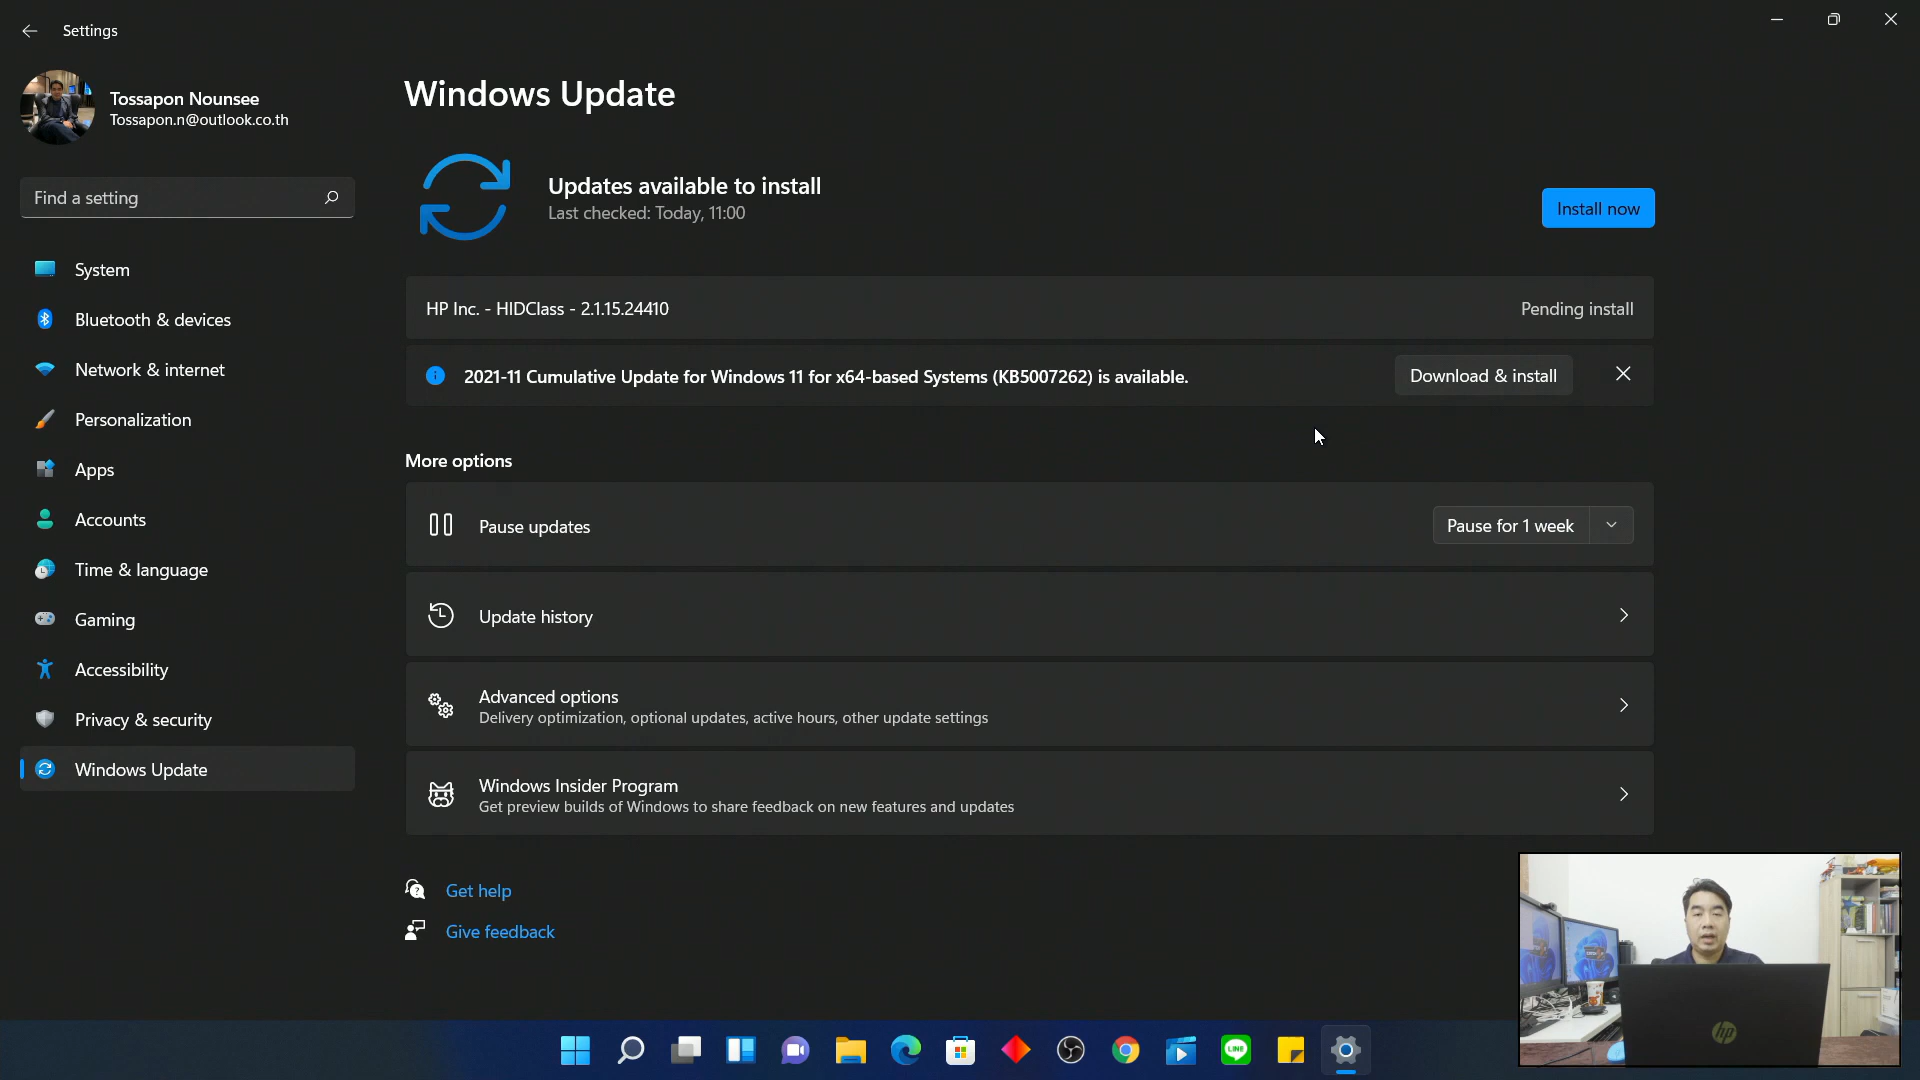 Settings
Tossapon Nounsee
Tossapon.n@outlook.co.th
Find a setting
System
Bluetooth & devices
Network & internet
Personalization
Apps
Accounts
Time & language
Gaming
Accessibility
Privacy & security
Windows Update
Windows Update
Updates available to install
Last checked: Today, 11:00
Install now
HP Inc. - HIDClass - 2.1.15.24410
Pending install
2021-11 Cumulative Update for Windows 11 for x64-based Systems (KB5007262) is available.
Download & install
More options
Pause updates
Pause for 1 week
Update history
Advanced options
Delivery optimization, optional updates, active hours, other update settings
Windows Insider Program
Get preview builds of Windows to share feedback on new features and updates
Get help
Give feedback
LINE
hp